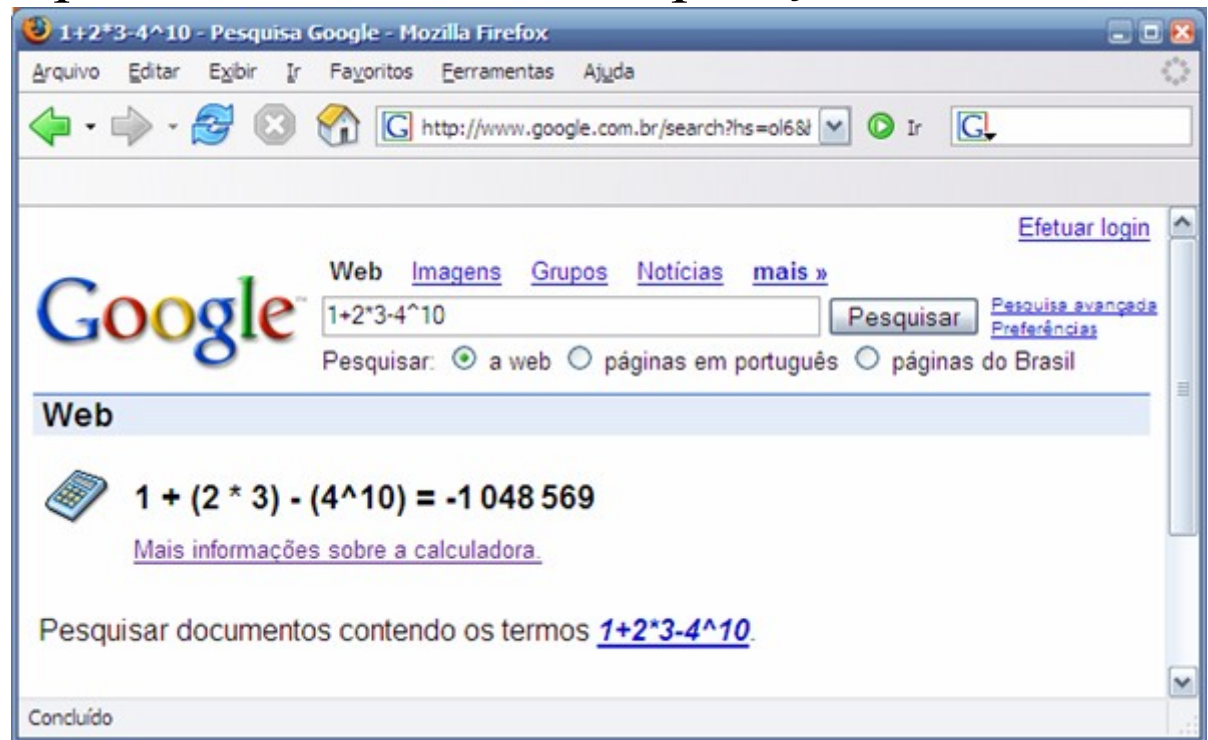 1+2*3-4^10 - Pesquisa Google - Mozilla Firefox
Arquivo Editar Exibir Ir Favoritos Ferramentas Ajuda
http://www.google.com.br/search?hs=ol6& Ir G
Efetuar login
Web Imagens Grupos Notícias mais »
Google™ 1+2*3-4^10 Pesquisar Pesquisa avançada
Preferências
Pesquisar: a web páginas em português páginas do Brasil
Web
1 + (2 * 3) - (4^10) = -1 048 569
Mais informações sobre a calculadora.
Pesquisar documentos contendo os termos 1+2*3-4^10.
Concluído